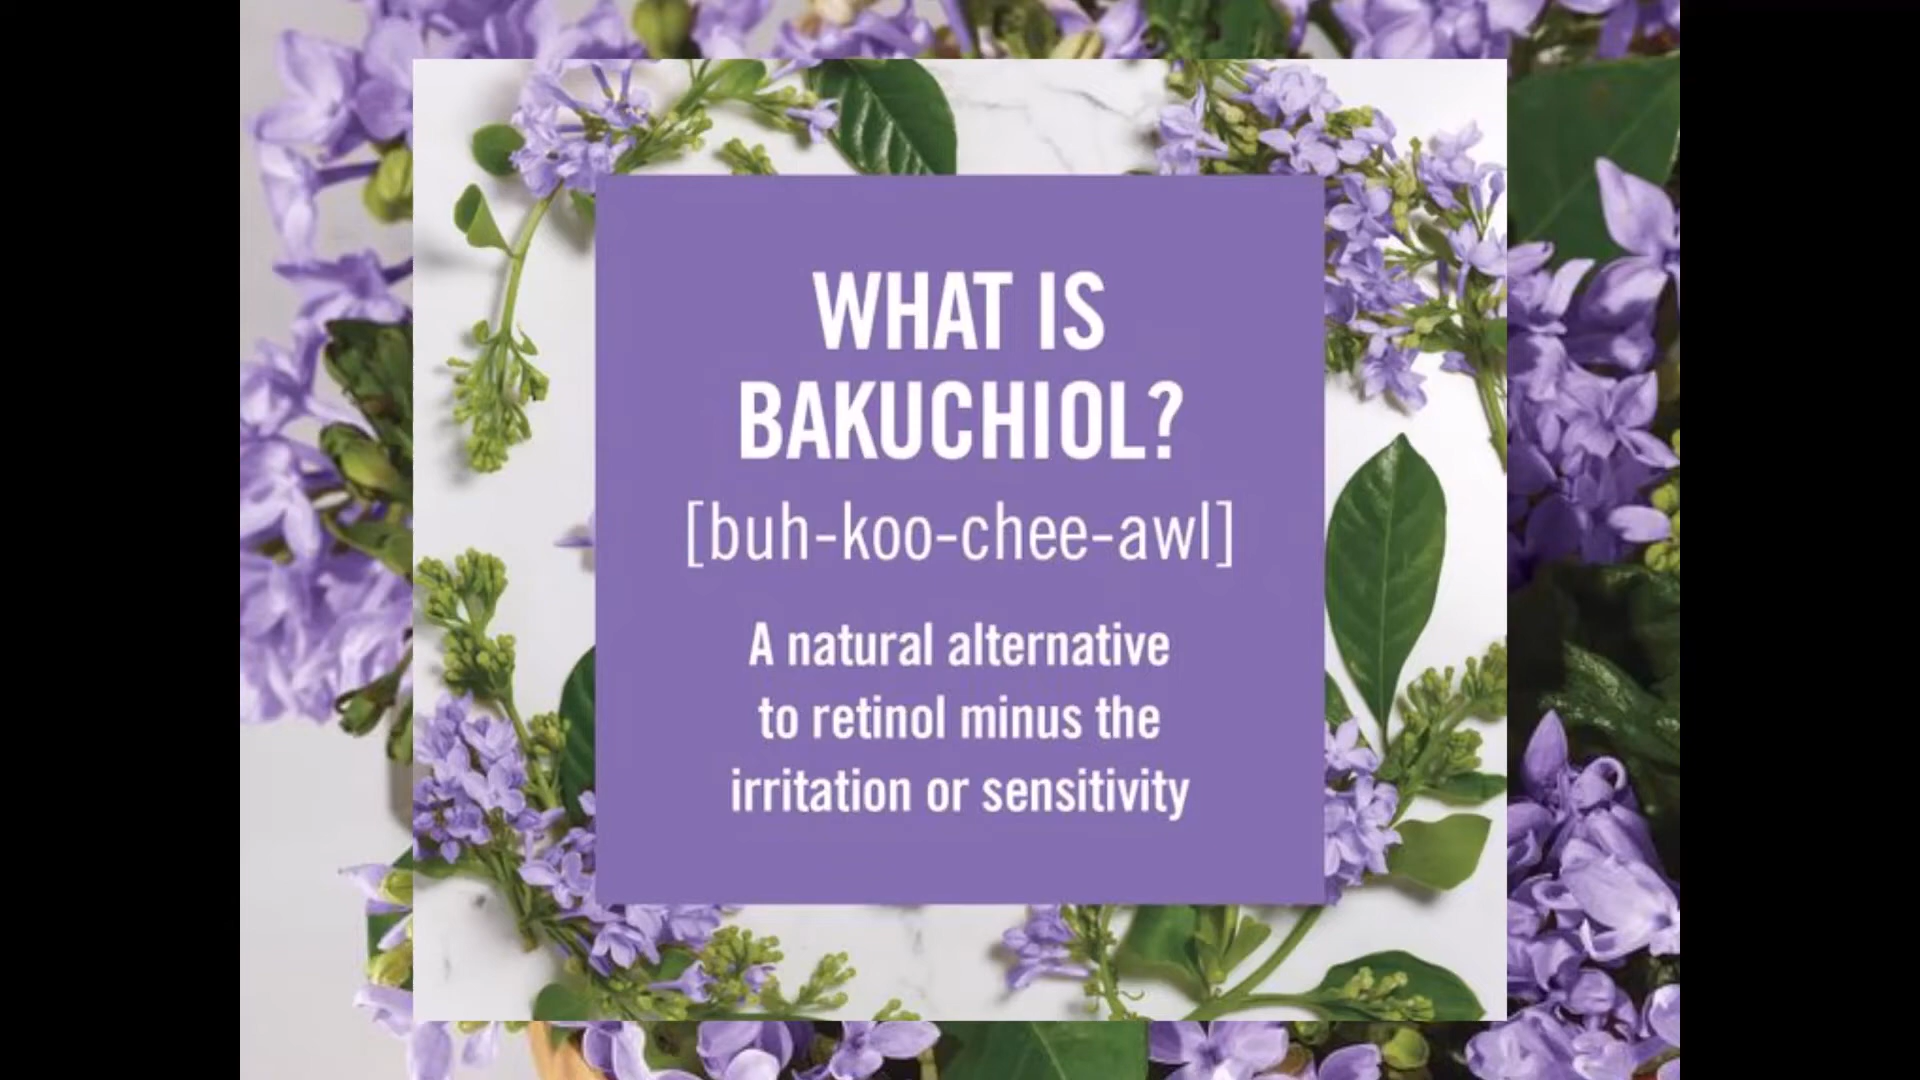 WHAT IS
BAKUCHIOL?
[buh-koo-chee-awl]
A natural alternative
to retinol minus the
irritation or sensitivity